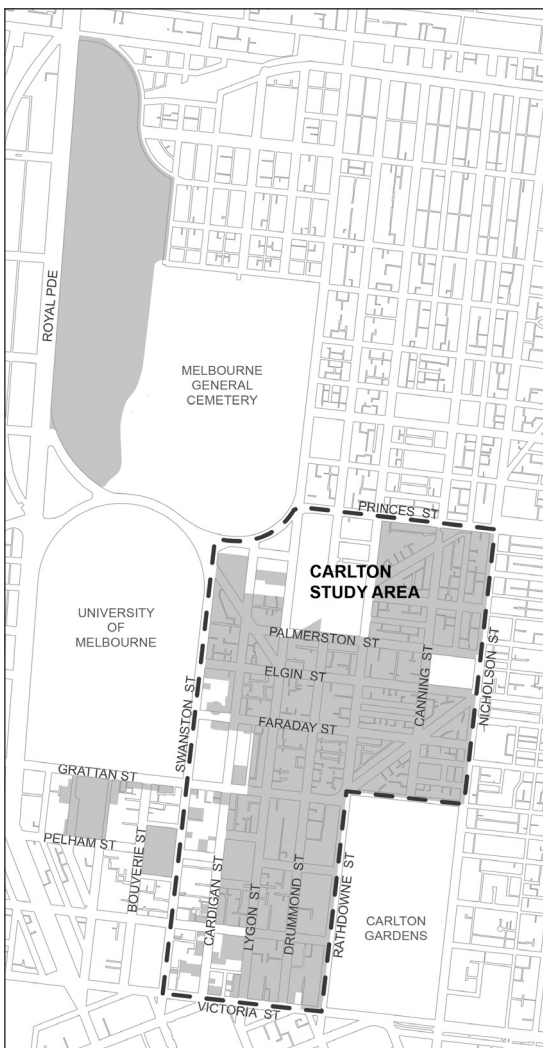 ROYAL PDE
MELBOURNE
GENERAL
CEMETERY
PRINCES ST
CARLTON
STUDY AREA
UNIVERSITY
OF
MELBOURNE
PALMERSTON ST
ELGIN ST
CANNING ST
NICHOLSON ST
SWANSTON ST
FARADAY ST
GRATTAN ST
PELHAM ST
BOUVERIE ST
CARDIGAN ST
LYGON ST
DRUMMOND ST
RATHDOWNE ST
CARLTON
GARDENS
VICTORIA ST